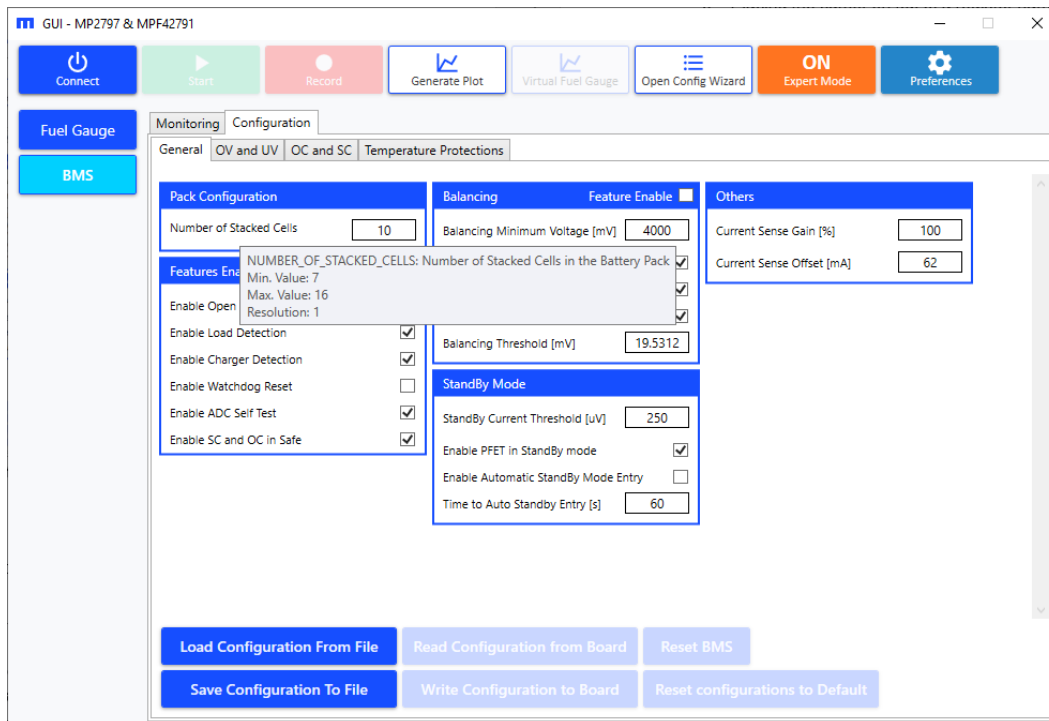 GUI - MP2797 & MPF42791
Connect
Start
Record
Generate Plot
Virtual Fuel Gauge
Open Config Wizard
ON
Expert Mode
Preferences
Fuel Gauge
BMS
Monitoring
Configuration
General
OV and UV
OC and SC
Temperature Protections
Pack Configuration
Number of Stacked Cells
10
NUMBER_OF_STACKED_CELLS: Number of Stacked Cells in the Battery Pack
Min. Value: 7
Max. Value: 16
Resolution: 1
Features Ena
Enable Open
Enable Load Detection
Enable Charger Detection
Enable Watchdog Reset
Enable ADC Self Test
Enable SC and OC in Safe
Balancing
Feature Enable
Balancing Minimum Voltage [mV]
4000
Balancing Threshold [mV]
19.5312
StandBy Mode
StandBy Current Threshold [uV]
250
Enable PFET in StandBy mode
Enable Automatic StandBy Mode Entry
Time to Auto Standby Entry [s]
60
Others
Current Sense Gain [%]
100
Current Sense Offset [mA]
62
Load Configuration From File
Read Configuration from Board
Reset BMS
Save Configuration To File
Write Configuration to Board
Reset configurations to Default